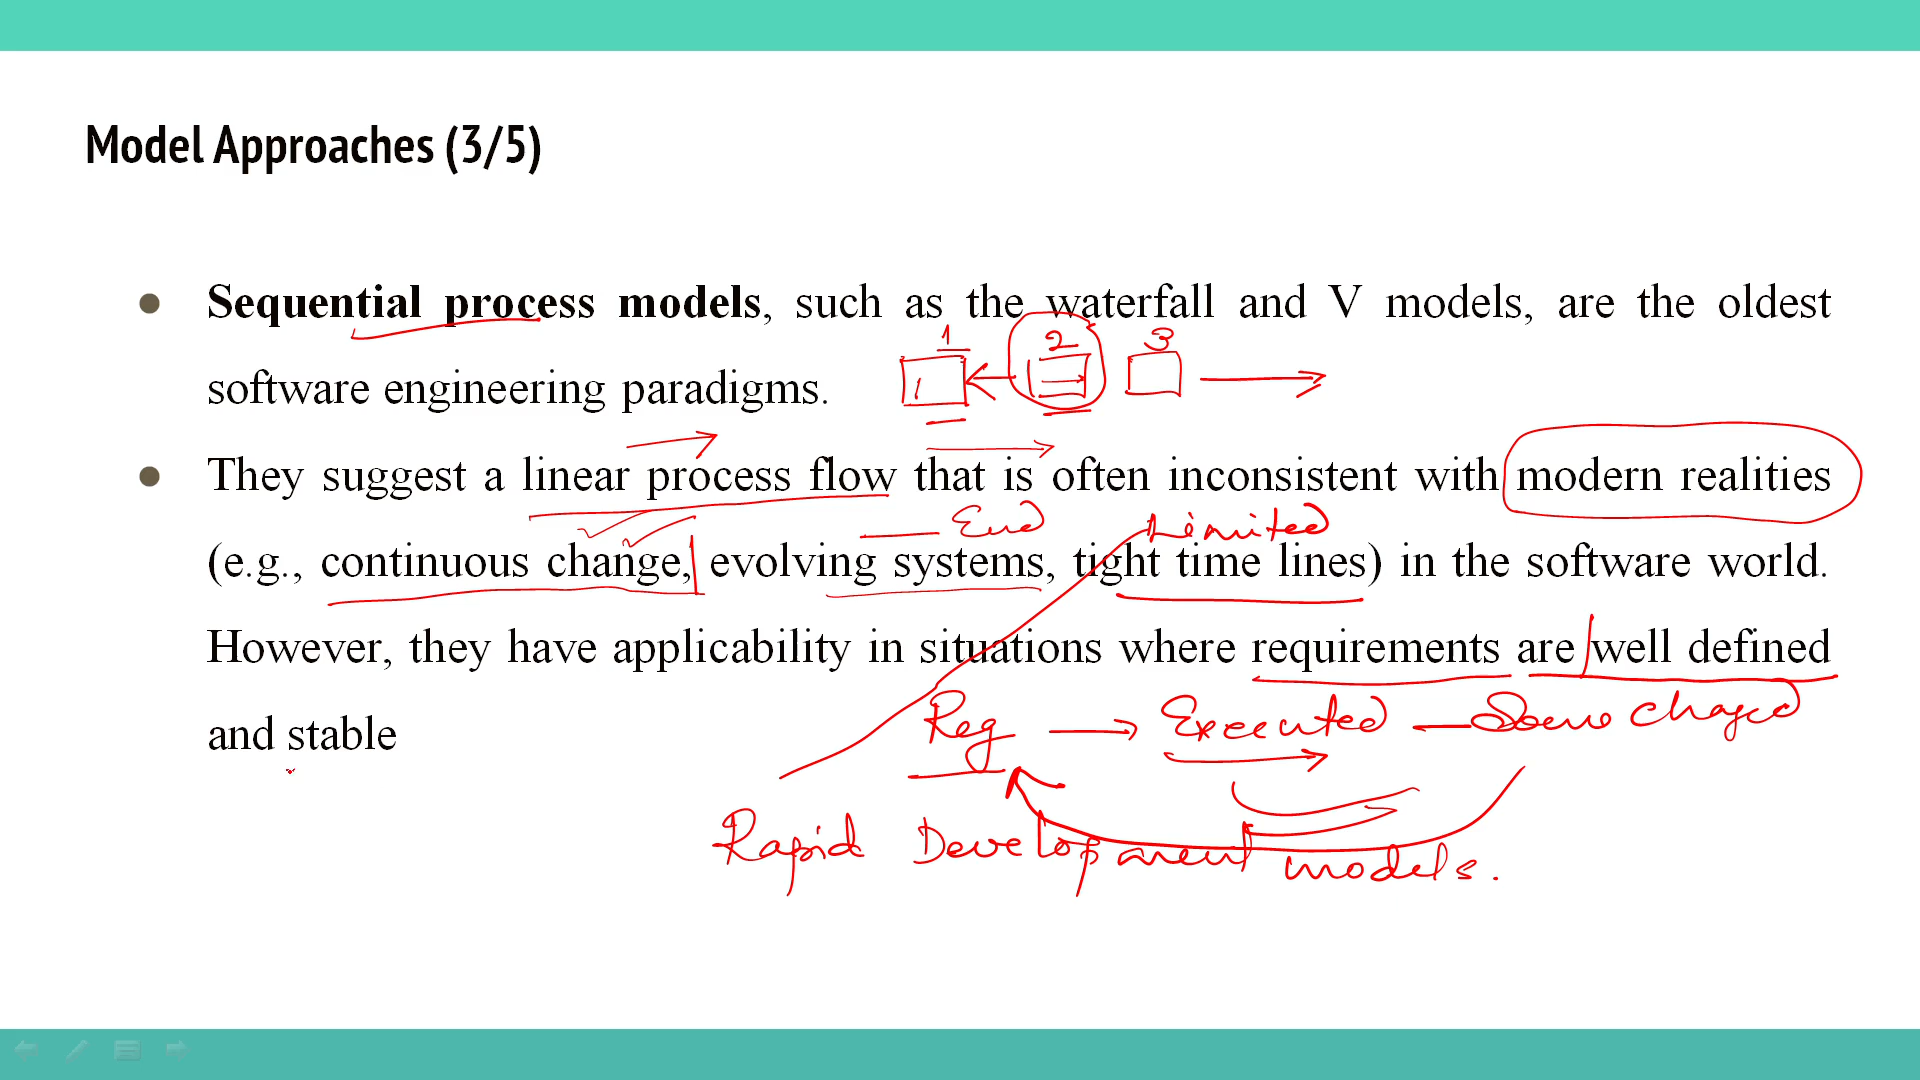 Model Approaches (3/5)
● Sequential process models, such as the waterfall and V models, are the oldest
1 2 3
software engineering paradigms.
● They suggest a linear process flow that is often inconsistent with modern realities
End Limited
(e.g., continuous change, evolving systems, tight time lines) in the software world.
However, they have applicability in situations where requirements are well defined
Req → Executed — Some
and stable
Rapid Development models.